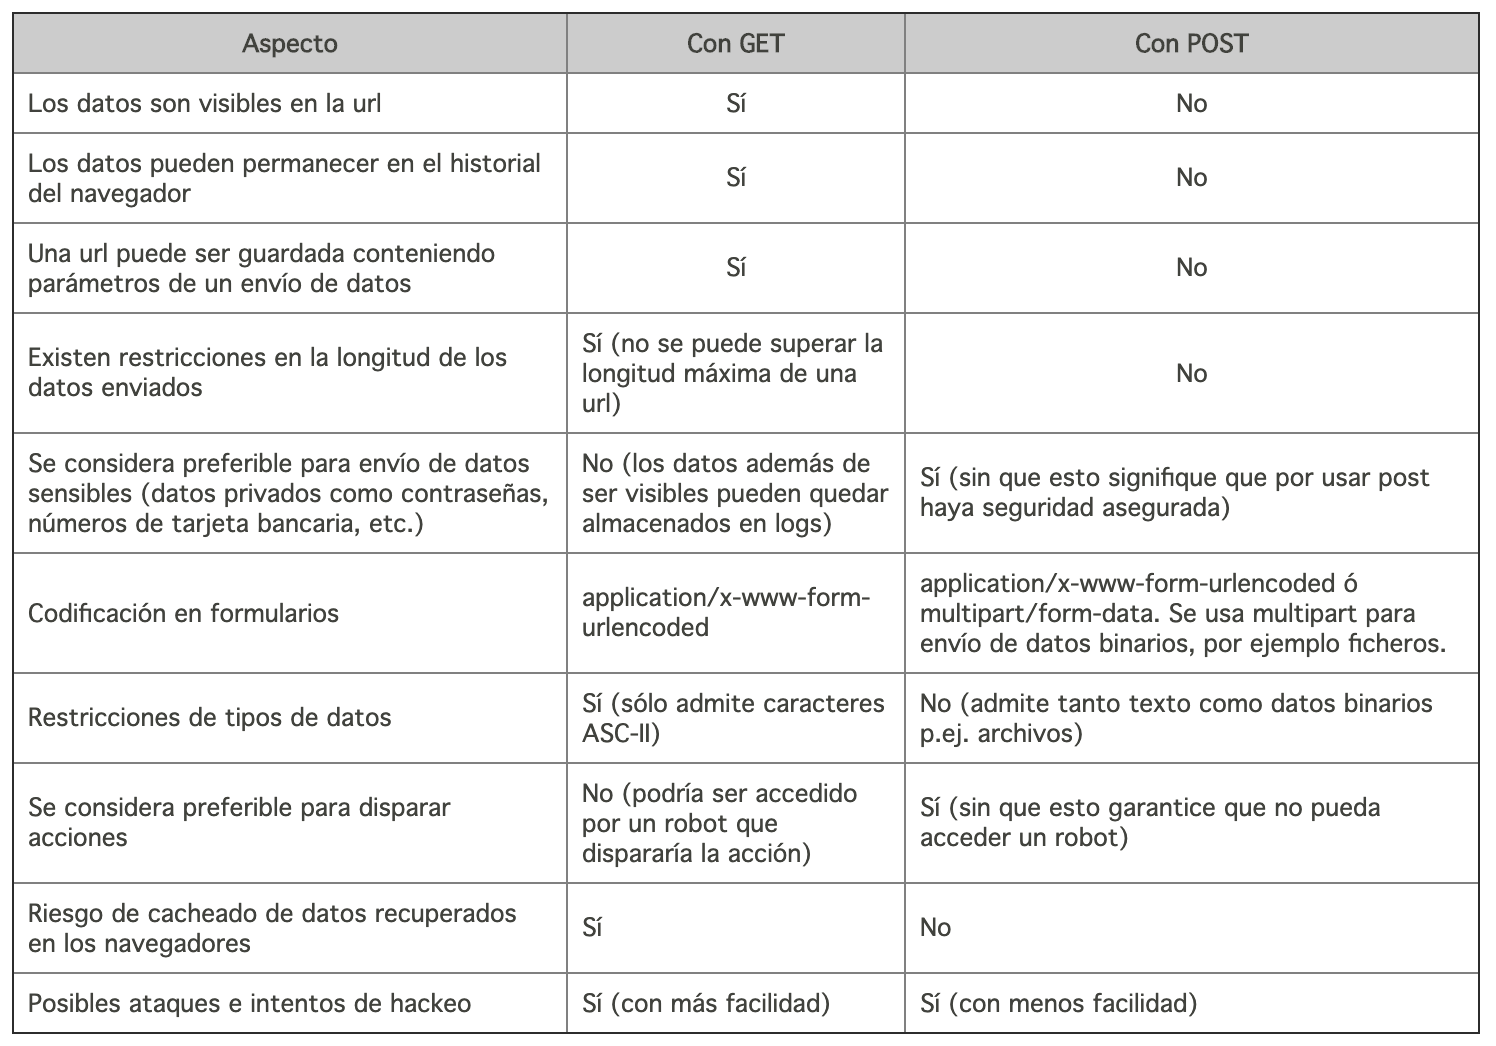 Aspecto
Con GET
Con POST
Los datos son visibles en la url
Sí
No
Los datos pueden permanecer en el historial
del navegador
Sí
No
Una url puede ser guardada conteniendo
parámetros de un envío de datos
Sí
No
Existen restricciones en la longitud de los
datos enviados
Sí (no se puede superar la
longitud máxima de una
url)
No
Se considera preferible para envío de datos
sensibles (datos privados como contraseñas,
números de tarjeta bancaria, etc.)
No (los datos además de
ser visibles pueden quedar
almacenados en logs)
Sí (sin que esto signifique que por usar post
haya seguridad asegurada)
Codificación en formularios
application/x-www-form-
urlencoded
application/x-www-form-urlencoded ó
multipart/form-data. Se usa multipart para
envío de datos binarios, por ejemplo ficheros.
Restricciones de tipos de datos
Sí (sólo admite caracteres
ASC-II)
No (admite tanto texto como datos binarios
p.ej. archivos)
Se considera preferible para disparar
acciones
No (podría ser accedido
por un robot que
dispararía la acción)
Sí (sin que esto garantice que no pueda
acceder un robot)
Riesgo de cacheado de datos recuperados
en los navegadores
Sí
No
Posibles ataques e intentos de hackeo
Sí (con más facilidad)
Sí (con menos facilidad)